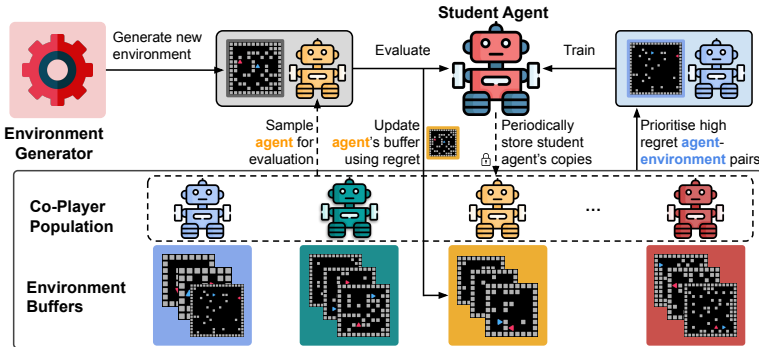 Student Agent
Generate new
environment
Evaluate
Train
Environment
Generator
Sample
agent for
evaluation
Update
agent's buffer
using regret
Periodically
store student
agent's copies
Prioritise high
regret agent-
environment pairs
Co-Player
Population
...
Environment
Buffers